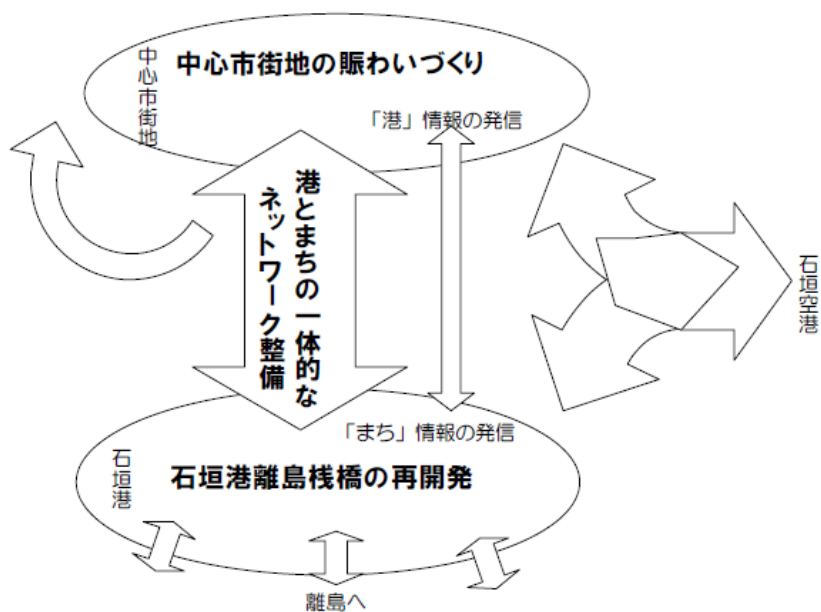 中心市街地
中心市街地の賑わいづくり
「港」情報の発信
港とまちの一体的な
ネットワーク整備
石垣空港
「まち」情報の発信
石垣港
石垣港離島桟橋の再開発
離島へ